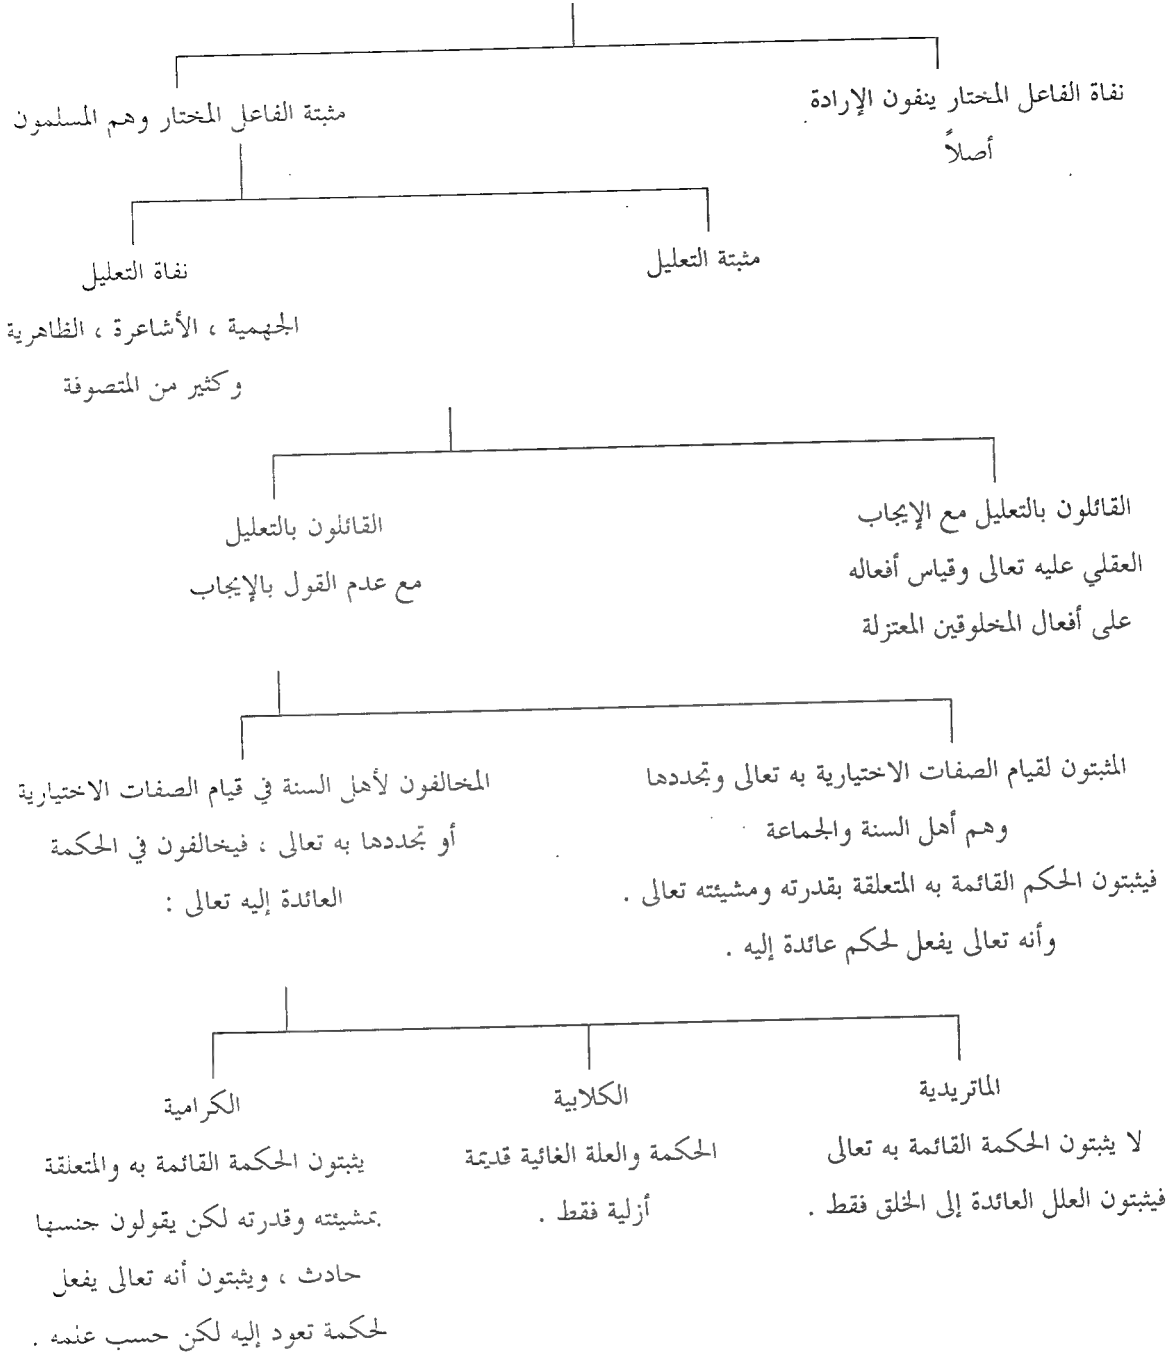 نفاة الفاعل المختار ينفون الإرادة
أصلاً
مثبتة الفاعل المختار وهم المسلمون
مثبتة التعليل
نفاة التعليل
الجهمية ، الأشاعرة ، الظاهرية
وكثير من المتصوفة
القائلون بالتعليل مع الإيجاب
العقلي عليه تعالى وقياس أفعاله
على أفعال المخلوقين المعتزلة
القائلون بالتعليل
مع عدم القول بالإيجاب
المثبتون لقيام الصفات الاختيارية به تعالى وتجددها
وهم أهل السنة والجماعة
فيثبتون الحكم القائمة به المتعلقة بقدرته ومشيئته تعالى .
وأنه تعالى يفعل لحكم عائدة إليه .
المخالفون لأهل السنة في قيام الصفات الاختيارية
أو تجددها به تعالى ، فيخالفون في الحكمة
العائدة إليه تعالى :
الماتريدية
لا يثبتون الحكمة القائمة به تعالى
فيثبتون العلل العائدة إلى الخلق فقط .
الكلابية
الحكمة والعلة الغائية قديمة
أزلية فقط .
الكرامية
يثبتون الحكمة القائمة به والمتعلقة
بمشيئته وقدرته لكن يقولون جنسها
حادث ، ويثبتون أنه تعالى يفعل
لحكمة تعود إليه لكن حسب علمه .